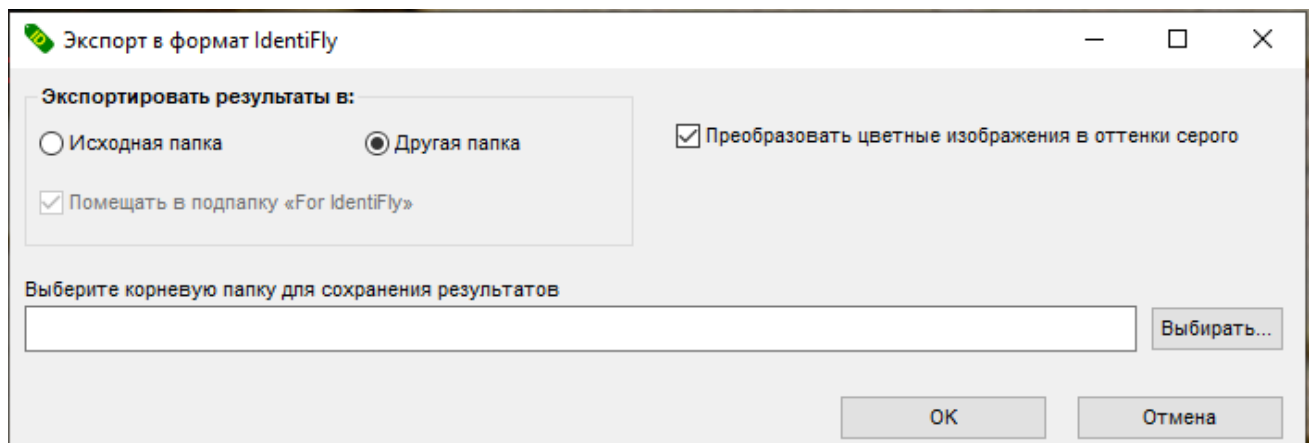 ID
Экспорт в формат IdentiFly
Экспортировать результаты в:
Исходная папка
Другая папка
Преобразовать цветные изображения в оттенки серого
Помещать в подпапку «For IdentiFly»
Выберите корневую папку для сохранения результатов
Выбирать...
OK
Отмена